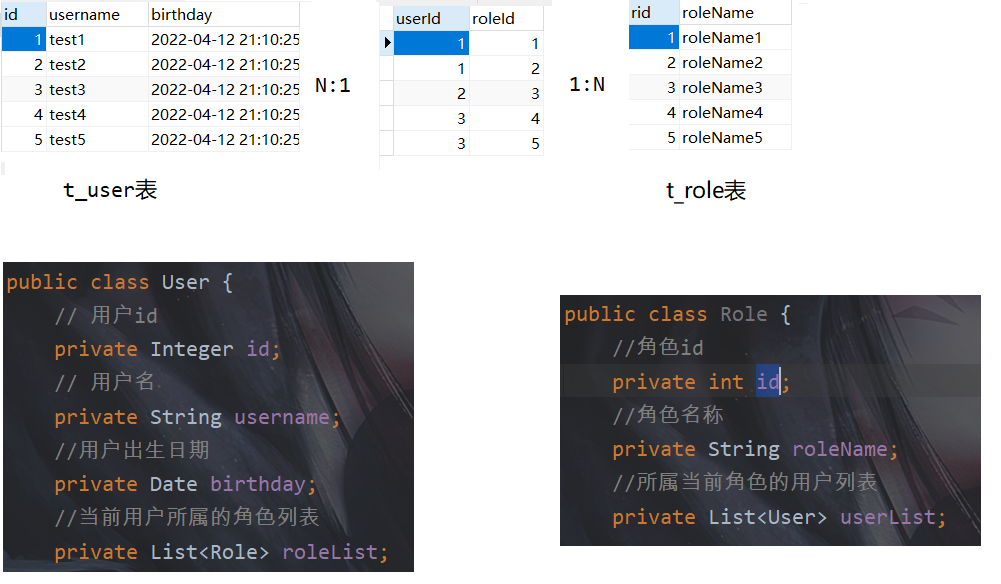 id username birthday
1 test1 2022-04-12 21:10:25
2 test2 2022-04-12 21:10:25
3 test3 2022-04-12 21:10:25
4 test4 2022-04-12 21:10:25
5 test5 2022-04-12 21:10:25
t_user表
N:1
userId roleId
1 1
1 2
2 3
3 4
3 5
1:N
rid roleName
1 roleName1
2 roleName2
3 roleName3
4 roleName4
5 roleName5
t_role表
public class User {
// 用户id
private Integer id;
// 用户名
private String username;
//用户出生日期
private Date birthday;
//当前用户所属的角色列表
private List<Role> roleList;
public class Role {
//角色id
private int id;
//角色名称
private String roleName;
//所属当前角色的用户列表
private List<User> userList;